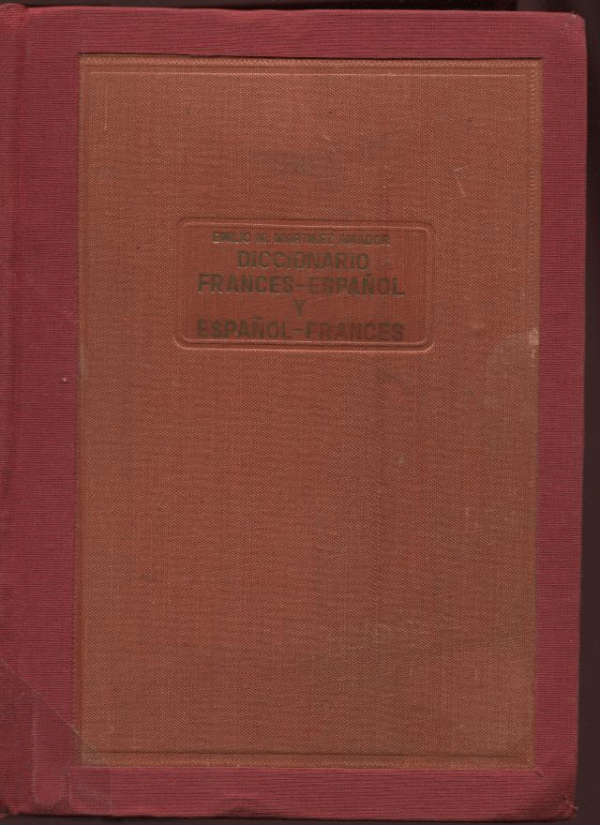 EMILIO M. MARTINEZ AMADOR
DICCIONARIO
FRANCES-ESPAÑOL
Y
ESPAÑOL-FRANCES